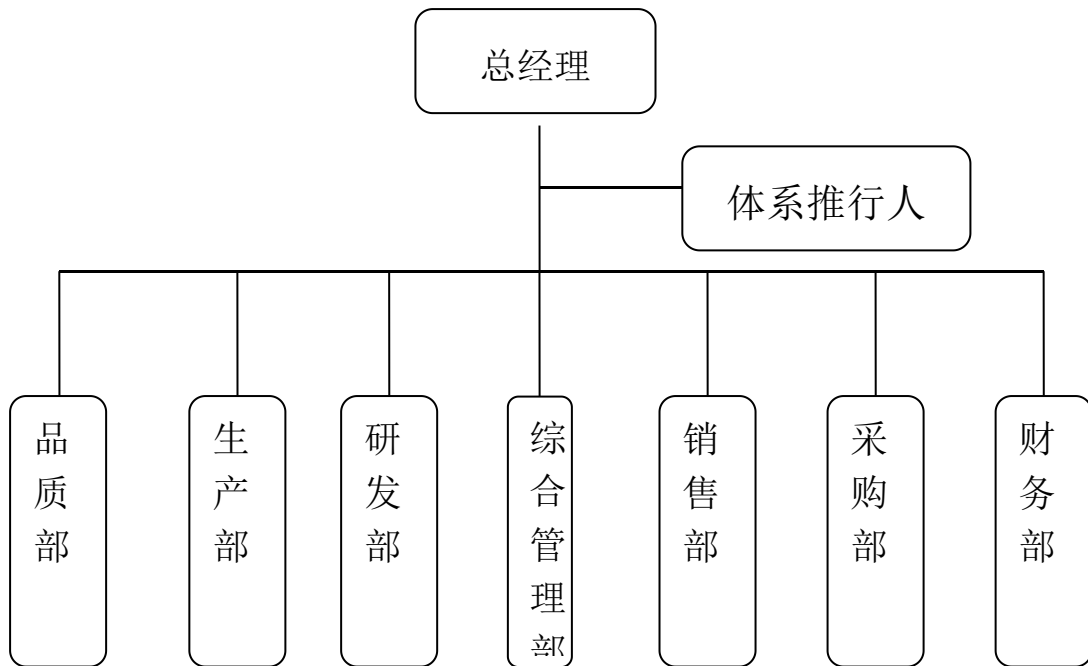 总经理
体系推行人
品质部
生产部
研发部
综合管理部
销售部
采购部
财务部